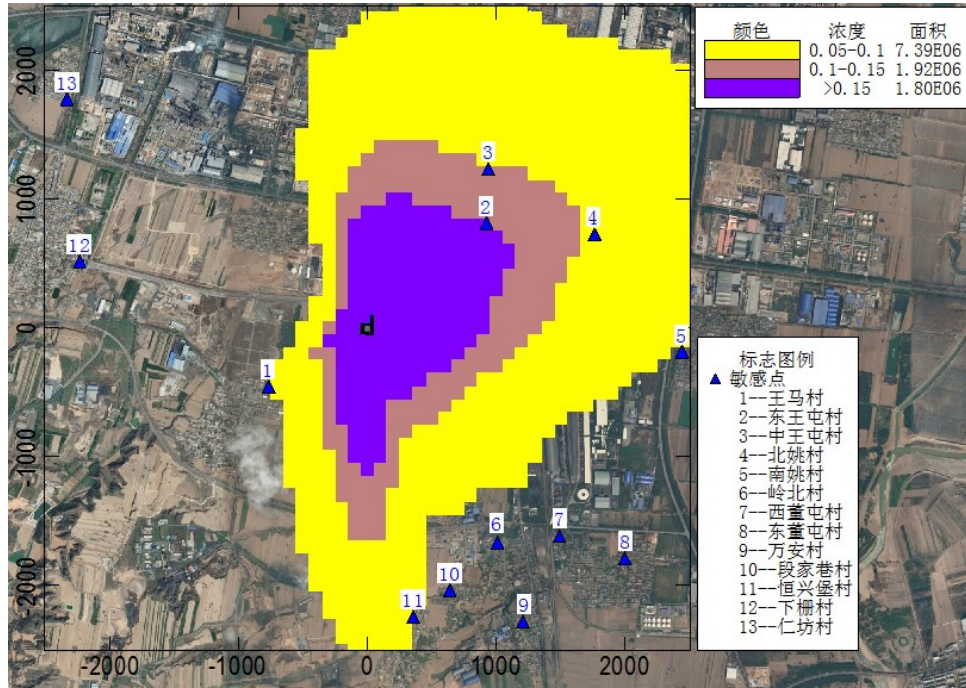 颜色 浓度 面积
0.05-0.1 7.39E06
0.1-0.15 1.92E06
>0.15 1.80E06
2000
1000
0
-1000
-2000
-2000 -1000 0 1000 2000
13
3
2
4
12
5
1
6
7
8
10
11
9
标志图例
敏感点
1--王马村
2--东王屯村
3--中王屯村
4--北姚村
5--南姚村
6--岭北村
7--西董屯村
8--东董屯村
9--万安村
10--段家巷村
11--恒兴堡村
12--下栅村
13--仁坊村